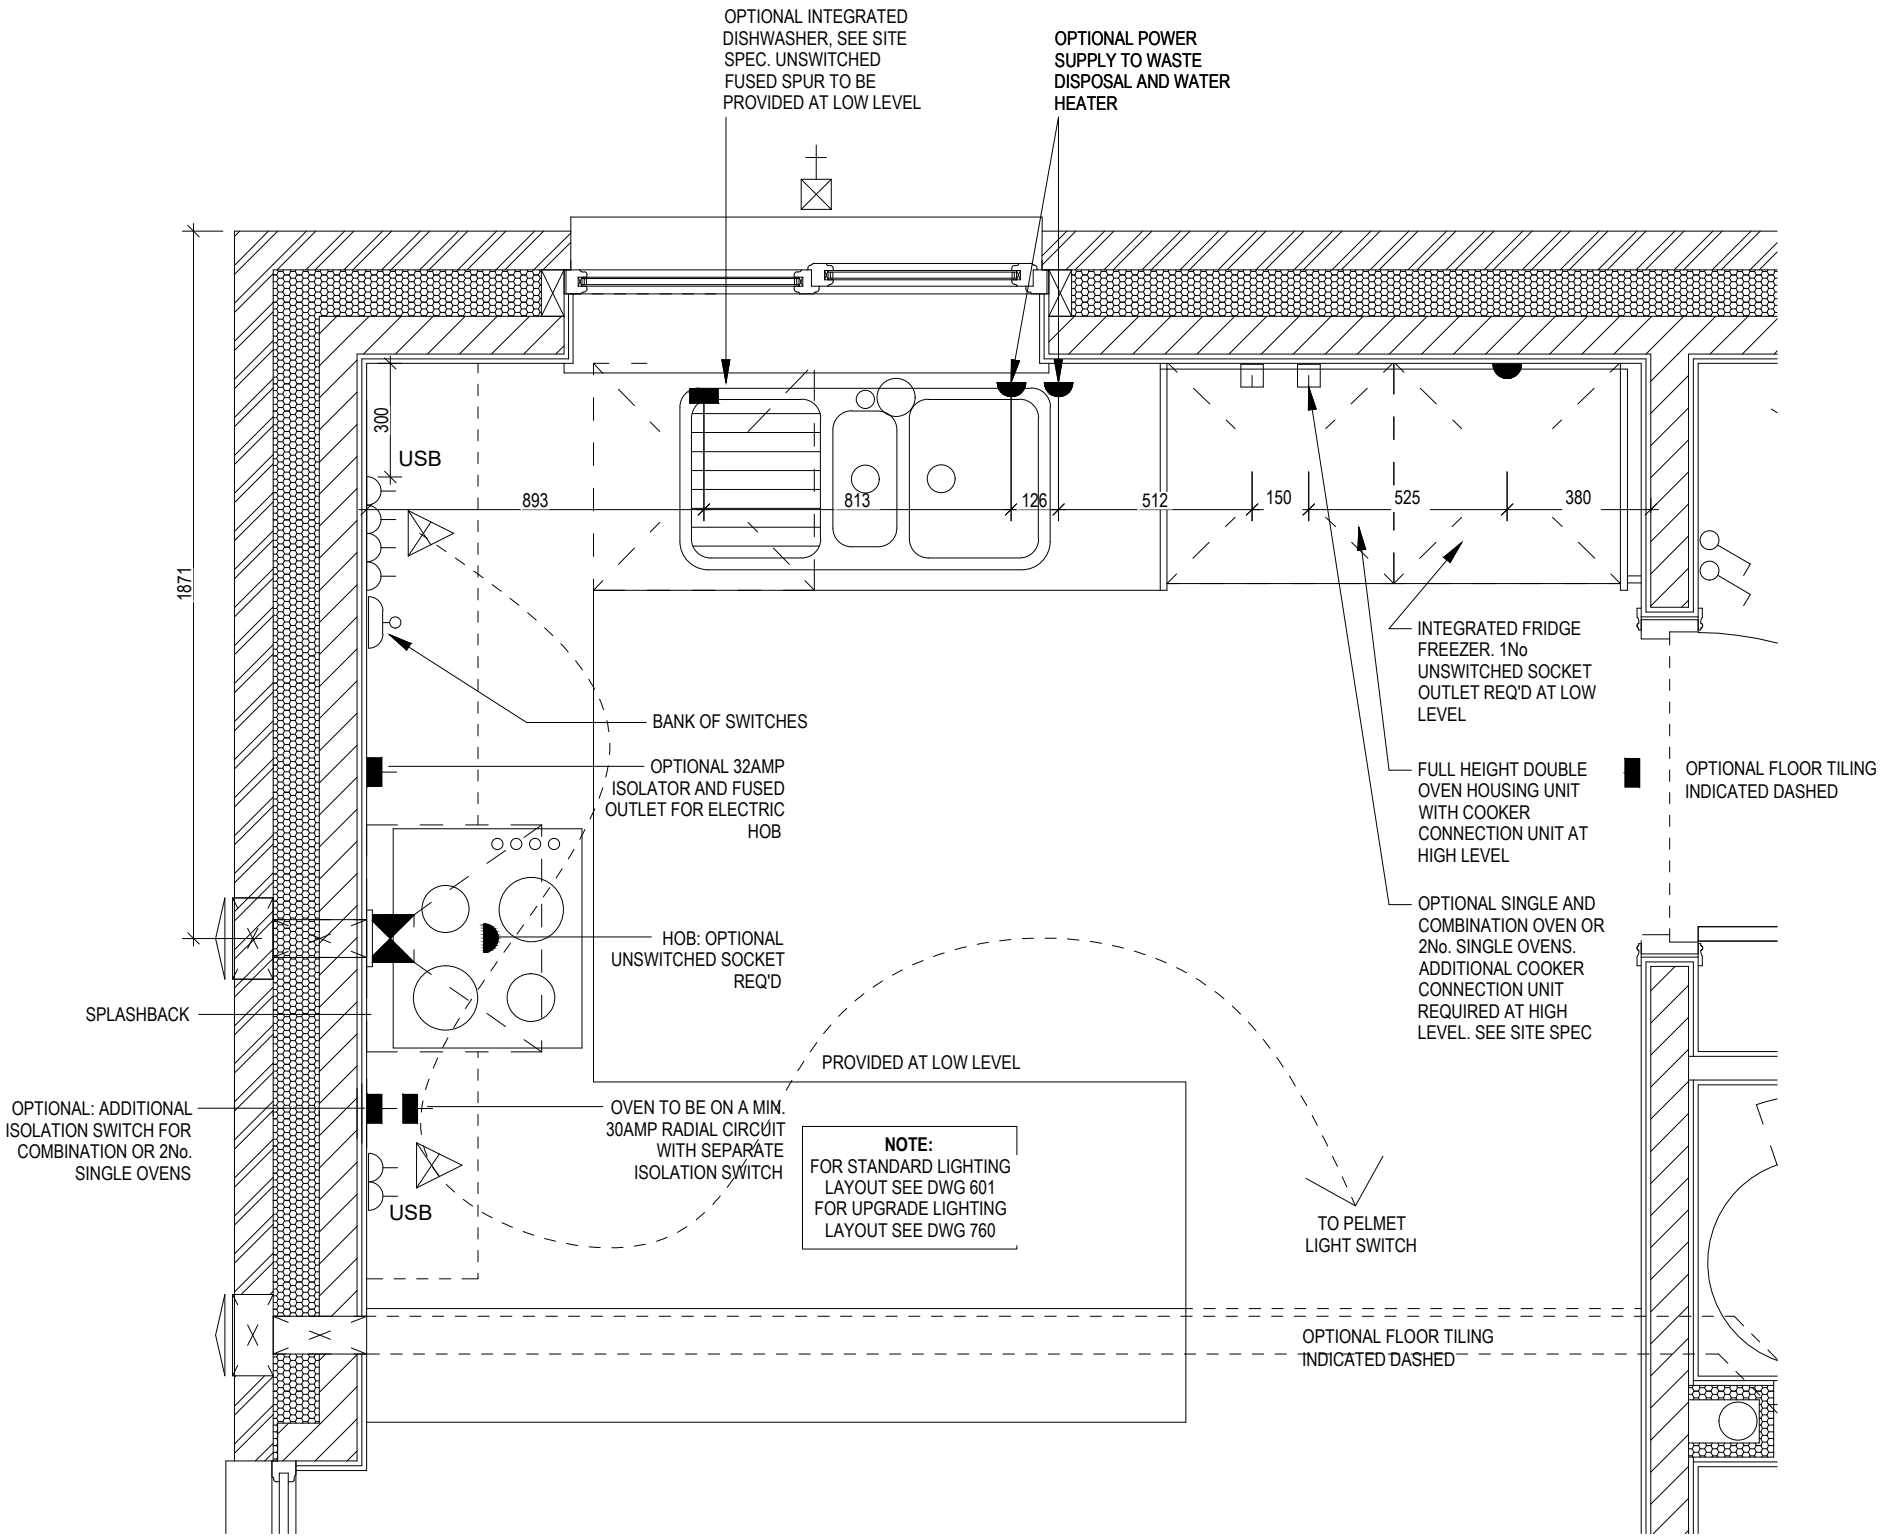 OPTIONAL INTEGRATED
DISHWASHER, SEE SITE
SPEC. UNSWITCHED
FUSED SPUR TO BE
PROVIDED AT LOW LEVEL
OPTIONAL POWER
SUPPLY TO WASTE
DISPOSAL AND WATER
HEATER
300
USB
893
813
126
512
150
525
380
1871
INTEGRATED FRIDGE
FREEZER. 1No
UNSWITCHED SOCKET
OUTLET REQ'D AT LOW
LEVEL
BANK OF SWITCHES
OPTIONAL 32AMP
ISOLATOR AND FUSED
OUTLET FOR ELECTRIC
HOB
FULL HEIGHT DOUBLE
OVEN HOUSING UNIT
WITH COOKER
CONNECTION UNIT AT
HIGH LEVEL
OPTIONAL FLOOR TILING
INDICATED DASHED
OPTIONAL SINGLE AND
COMBINATION OVEN OR
2No. SINGLE OVENS.
ADDITIONAL COOKER
CONNECTION UNIT
REQUIRED AT HIGH
LEVEL. SEE SITE SPEC
HOB: OPTIONAL
UNSWITCHED SOCKET
REQ'D
SPLASHBACK
PROVIDED AT LOW LEVEL
OPTIONAL: ADDITIONAL
ISOLATION SWITCH FOR
COMBINATION OR 2No.
SINGLE OVENS
OVEN TO BE ON A MIN.
30AMP RADIAL CIRCUIT
WITH SEPARATE
ISOLATION SWITCH
NOTE:
FOR STANDARD LIGHTING
LAYOUT SEE DWG 601
FOR UPGRADE LIGHTING
LAYOUT SEE DWG 760
USB
TO PELMET
LIGHT SWITCH
OPTIONAL FLOOR TILING
INDICATED DASHED